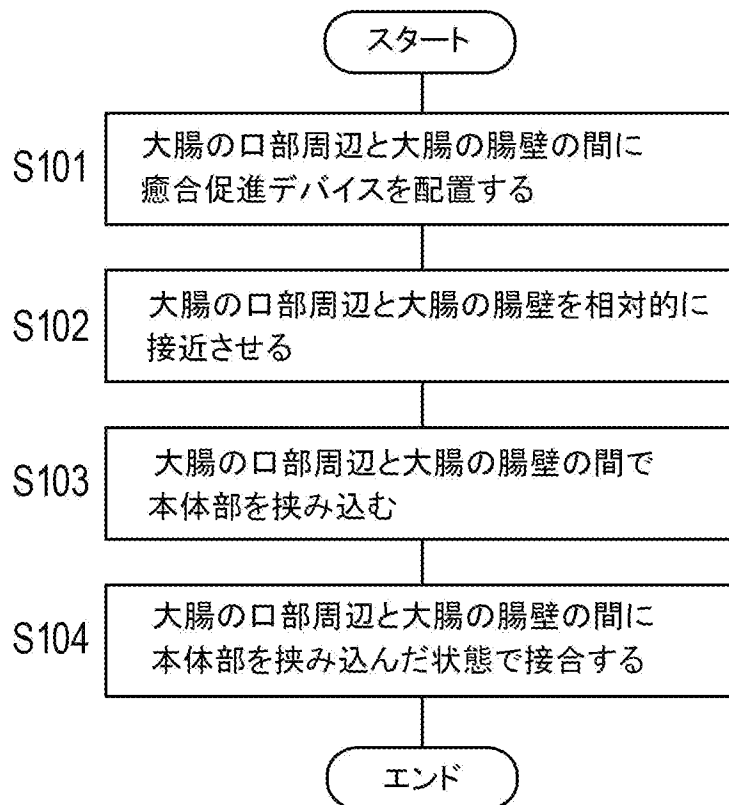 スタート
S101
大腸の口部周辺と大腸の腸壁の間に
癒合促進デバイスを配置する
S102
大腸の口部周辺と大腸の腸壁を相対的に
接近させる
S103
大腸の口部周辺と大腸の腸壁の間で
本体部を挟み込む
S104
大腸の口部周辺と大腸の腸壁の間に
本体部を挟み込んだ状態で接合する
エンド